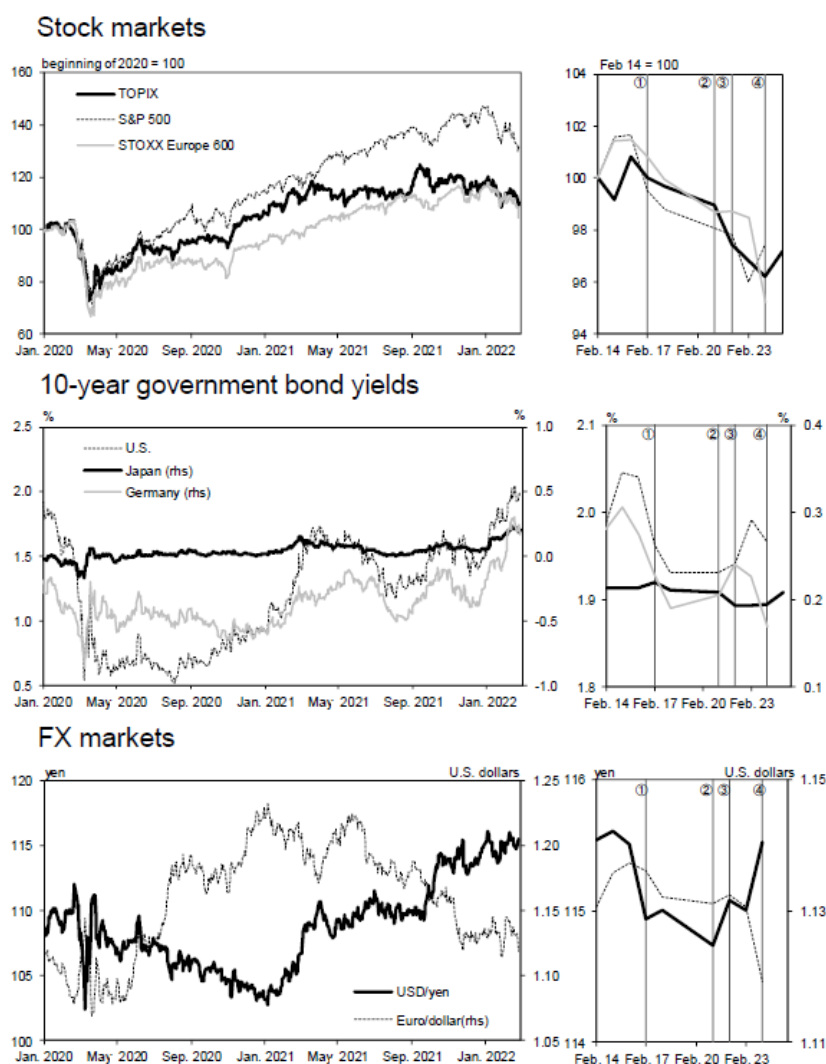 Stock markets
beginning of 2020 = 100
160
140
120
100
80
60
TOPIX
S&P 500
STOXX Europe 600
Jan. 2020 May 2020 Sep. 2020 Jan. 2021 May 2021 Sep. 2021 Jan. 2022
Feb 14 = 100
104
102
100
98
96
94
① ② ③ ④
Feb. 14 Feb. 17 Feb. 20 Feb. 23
10-year government bond yields
% %
2.5 1.0
2.0 0.5
1.5 0.0
1.0 -0.5
0.5 -1.0
U.S.
Japan (rhs)
Germany (rhs)
Jan. 2020 May 2020 Sep. 2020 Jan. 2021 May 2021 Sep. 2021 Jan. 2022
% %
2.1 0.4
2.0 0.3
1.9 0.2
1.8 0.1
① ② ③ ④
Feb. 14 Feb. 17 Feb. 20 Feb. 23
FX markets
yen U.S. dollars
120 1.25
115 1.20
110 1.15
105 1.10
100 1.05
USD/yen
Euro/dollar(rhs)
Jan. 2020 May 2020 Sep. 2020 Jan. 2021 May 2021 Sep. 2021 Jan. 2022
yen U.S. dollars
116 1.15
115 1.13
114 1.11
① ② ③ ④
Feb. 14 Feb. 17 Feb. 20 Feb. 23